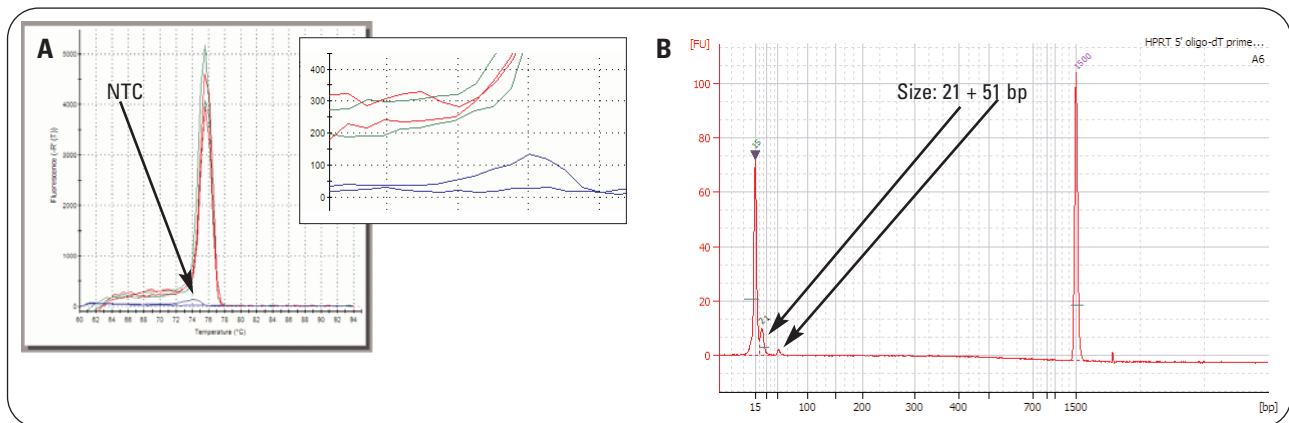 A
NTC
Fluorescence (-R' (T))
5000
4000
3000
2000
1000
0
60 62 64 66 68 70 72 74 76 78 80 82 84 86 88 90 92 94
Temperature (°C)
400
300
200
100
0
B
[FU]
HPRT 5' oligo-dT prime...
A6
Size: 21 + 51 bp
15
21
1500
100
80
60
40
20
0
15 100 200 300 400 700 1500 [bp]